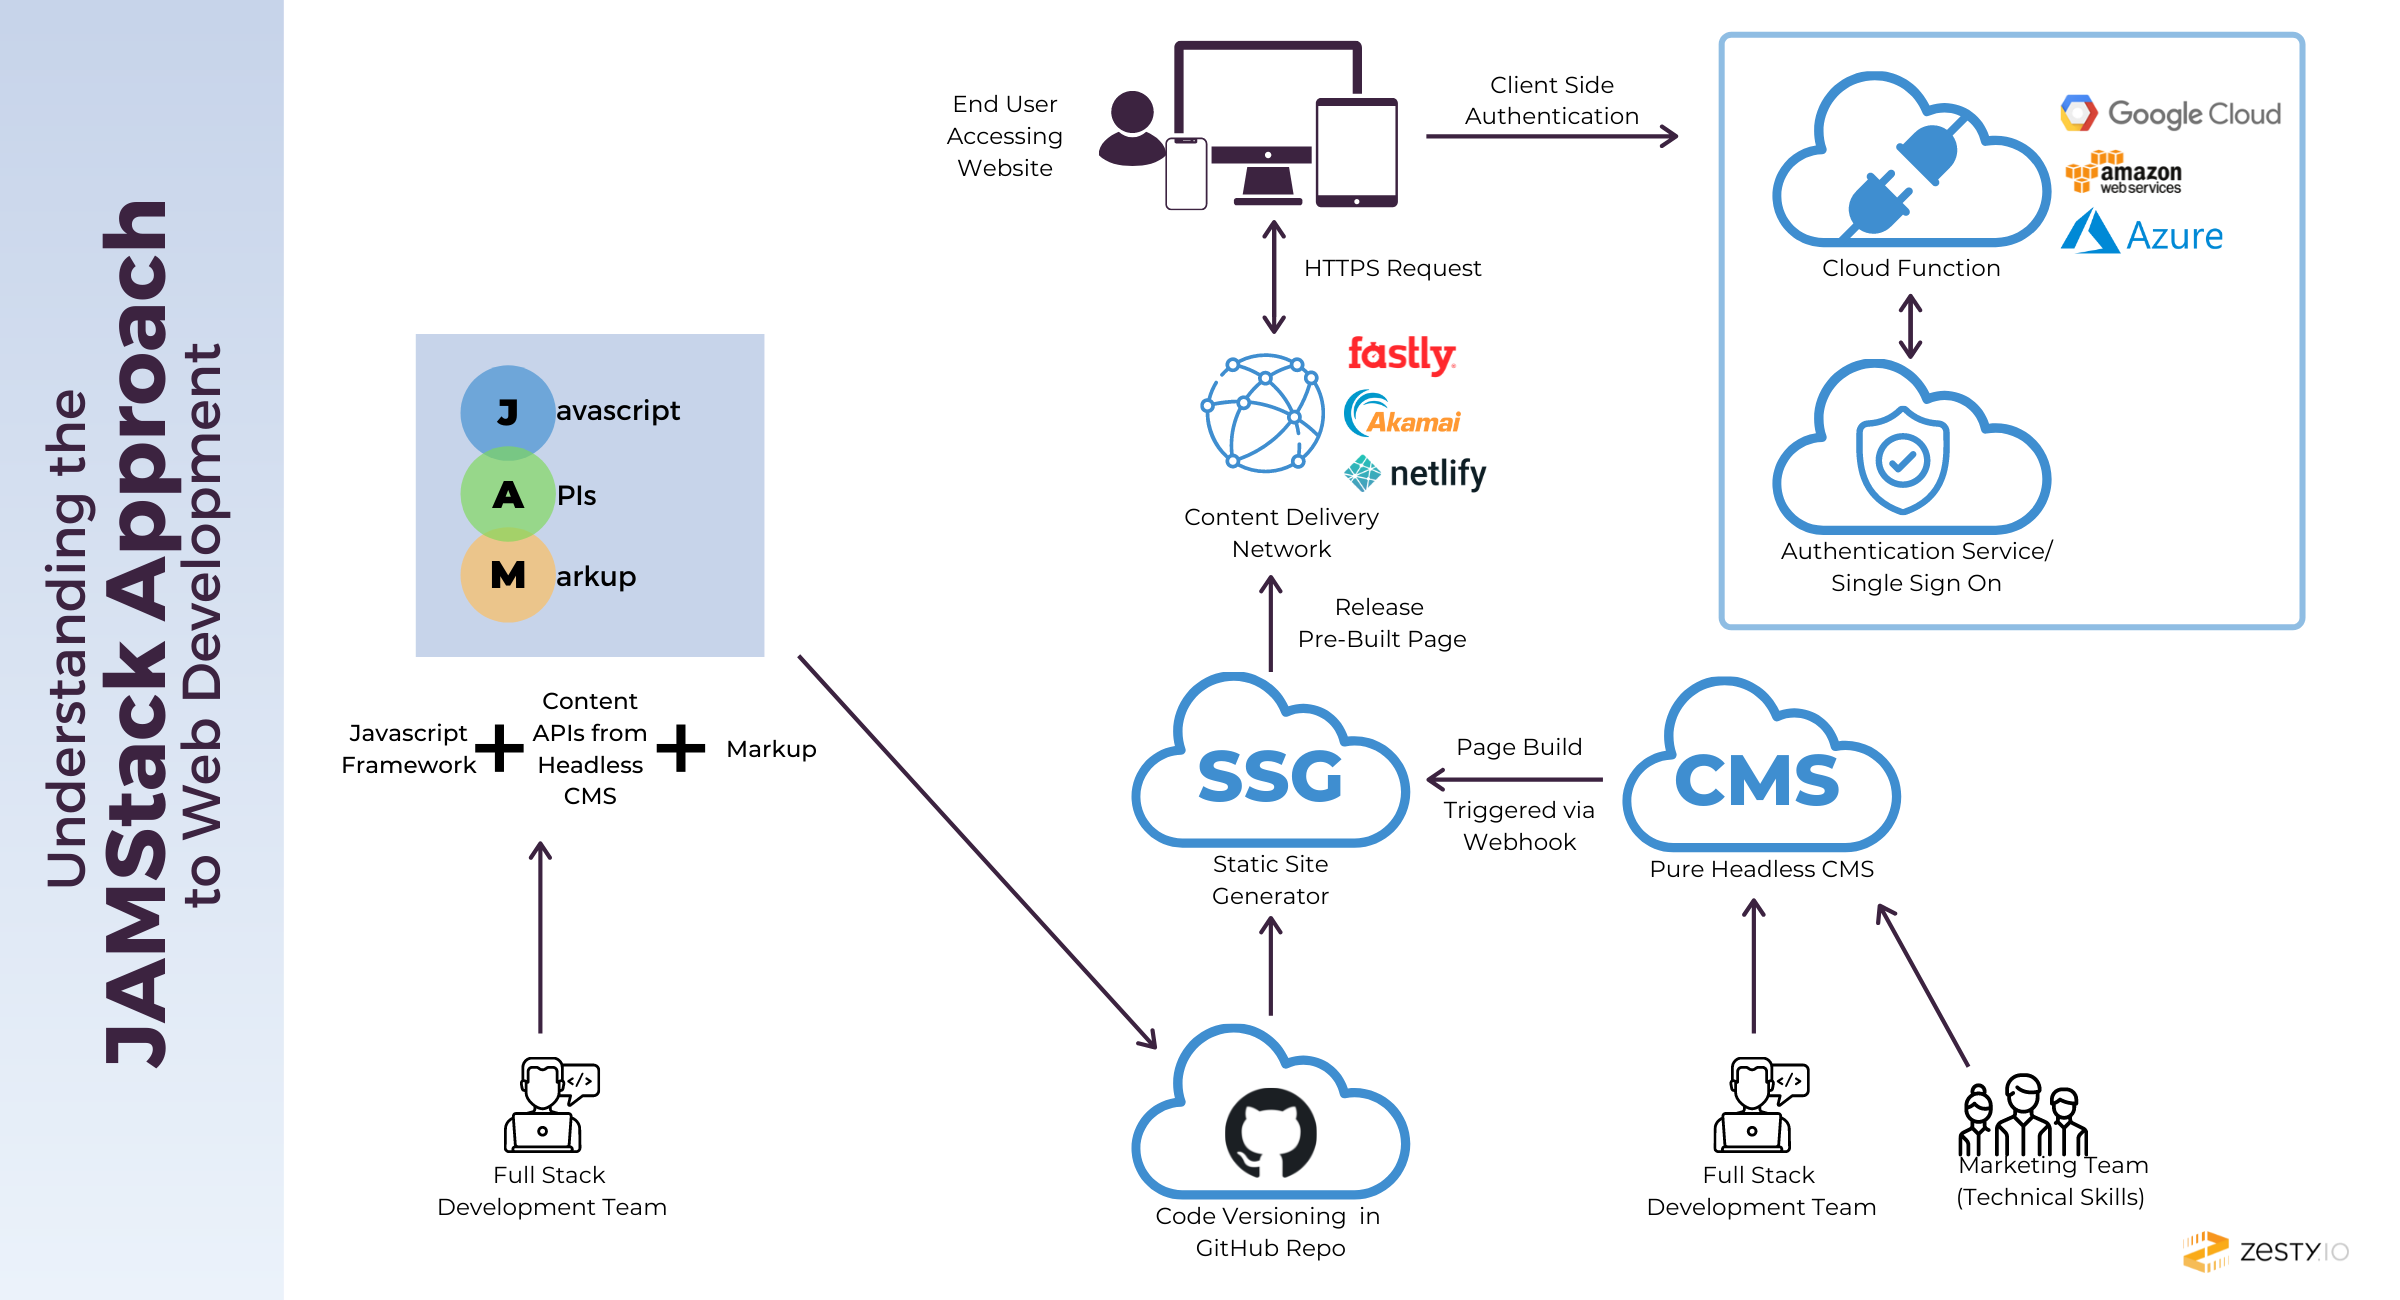 Understanding the
JAMStack Approach
to Web Development
J avascript
A PIs
M arkup
Javascript
Framework
+
Content
APIs from
Headless
CMS
+
Markup
Full Stack
Development Team
End User
Accessing
Website
Client Side
Authentication
HTTPS Request
fastly
Akamai
netlify
Content Delivery
Network
Release
Pre-Built Page
SSG
Static Site
Generator
Page Build
Triggered via
Webhook
CMS
Pure Headless CMS
Code Versioning in
GitHub Repo
</>
</>
Full Stack
Development Team
Marketing Team
(Technical Skills)
Google Cloud
amazon
web services
Azure
Cloud Function
Authentication Service/
Single Sign On
ZESTY.IO